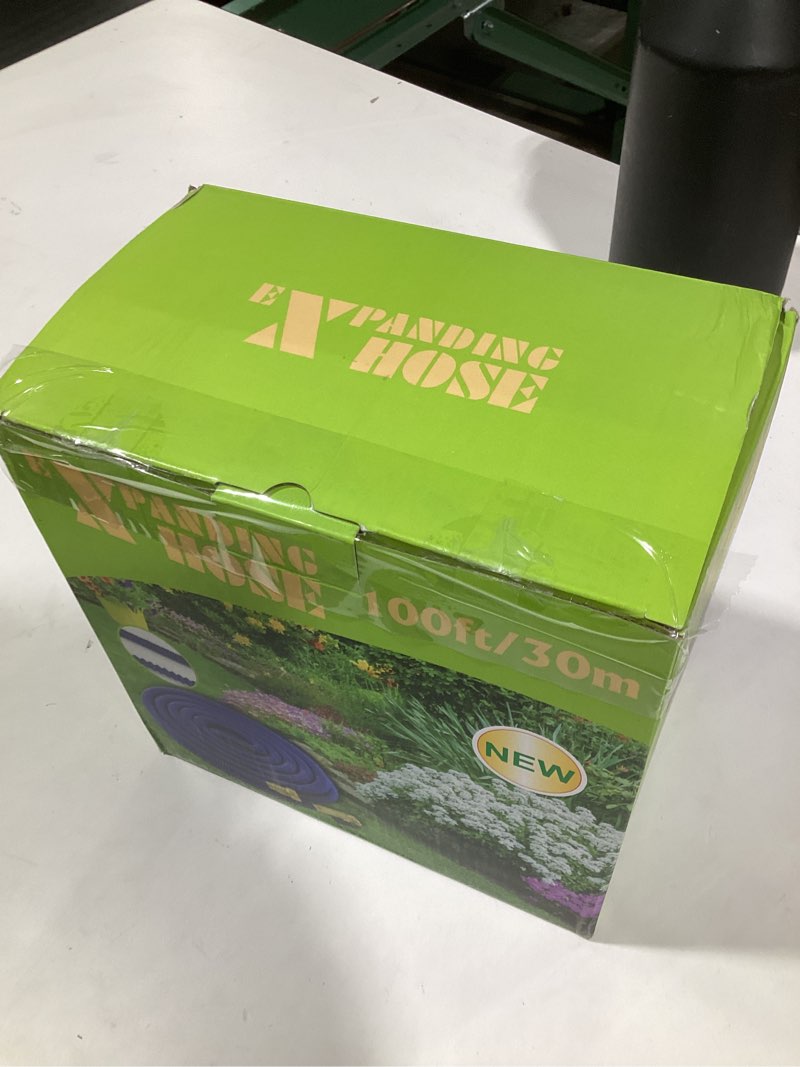 EXPANDING
HOSE
EXPANDING
HOSE 100ft/30m
NEW